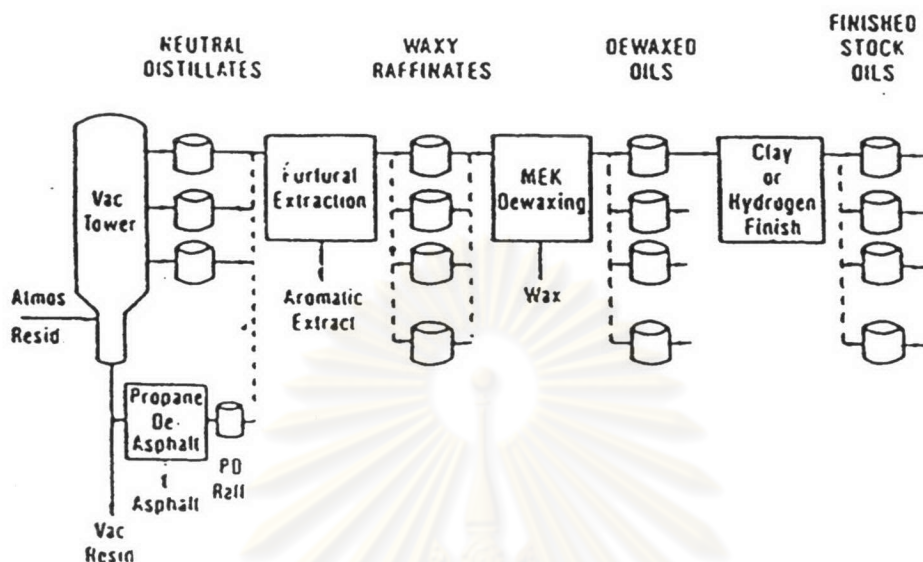 NEUTRAL
DISTILLATES
WAXY
RAFFINATES
DEWAXED
OILS
FINISHED
STOCK
OILS
Vac
Tower
Furfural
Extraction
MEK
Dewaxing
Clay
or
Hydrogen
Finish
Atmos
Resid
Aromatic
Extract
Wax
Propane
De
Asphalt
Asphalt
PD
Raff
Vac
Resid